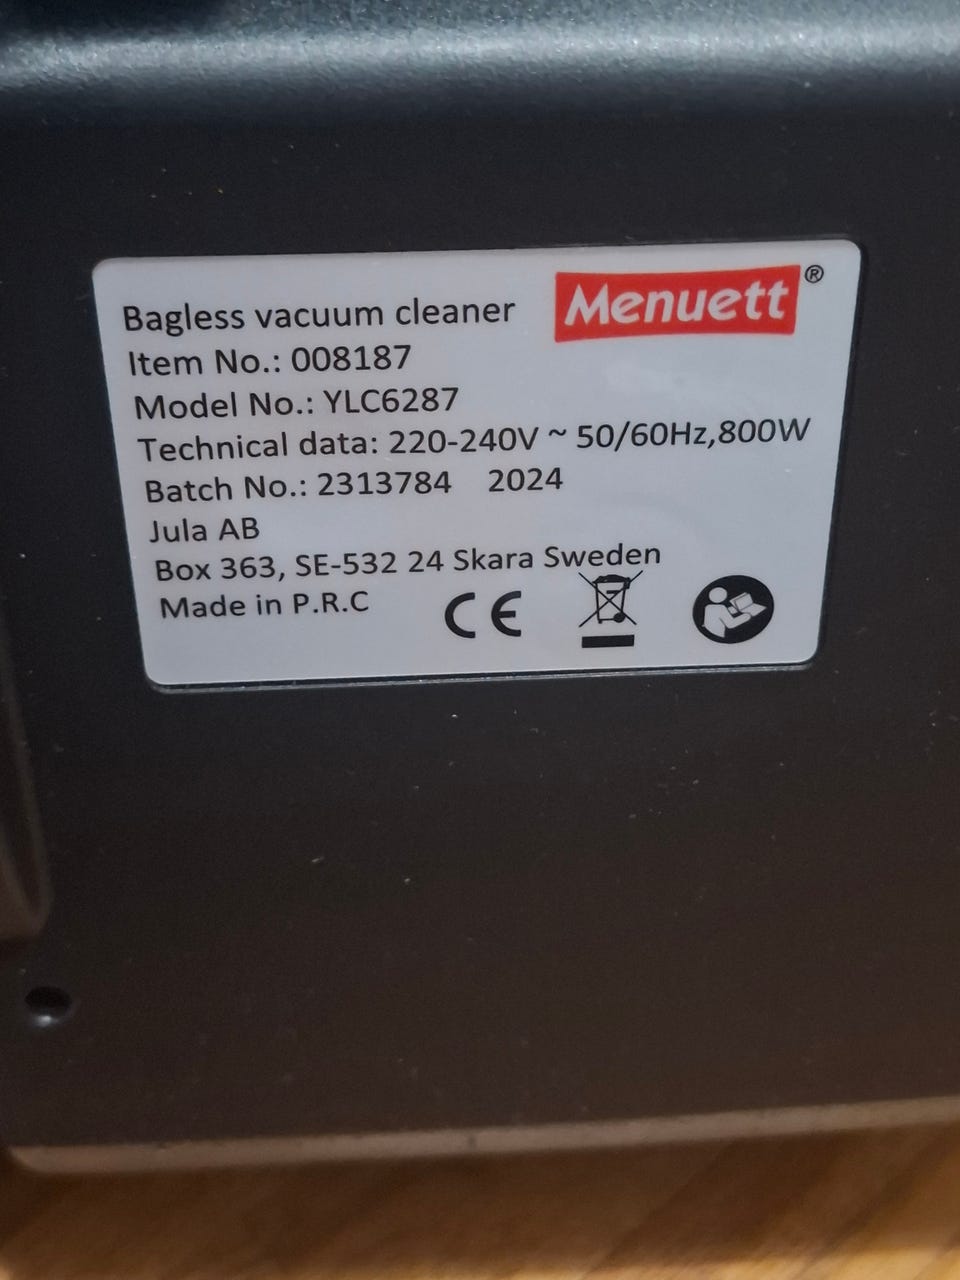 Menuett®
Bagless vacuum cleaner
Item No.: 008187
Model No.: YLC6287
Technical data: 220-240V ~ 50/60Hz,800W
Batch No.: 2313784 2024
Jula AB
Box 363, SE-532 24 Skara Sweden
Made in P.R.C
CE